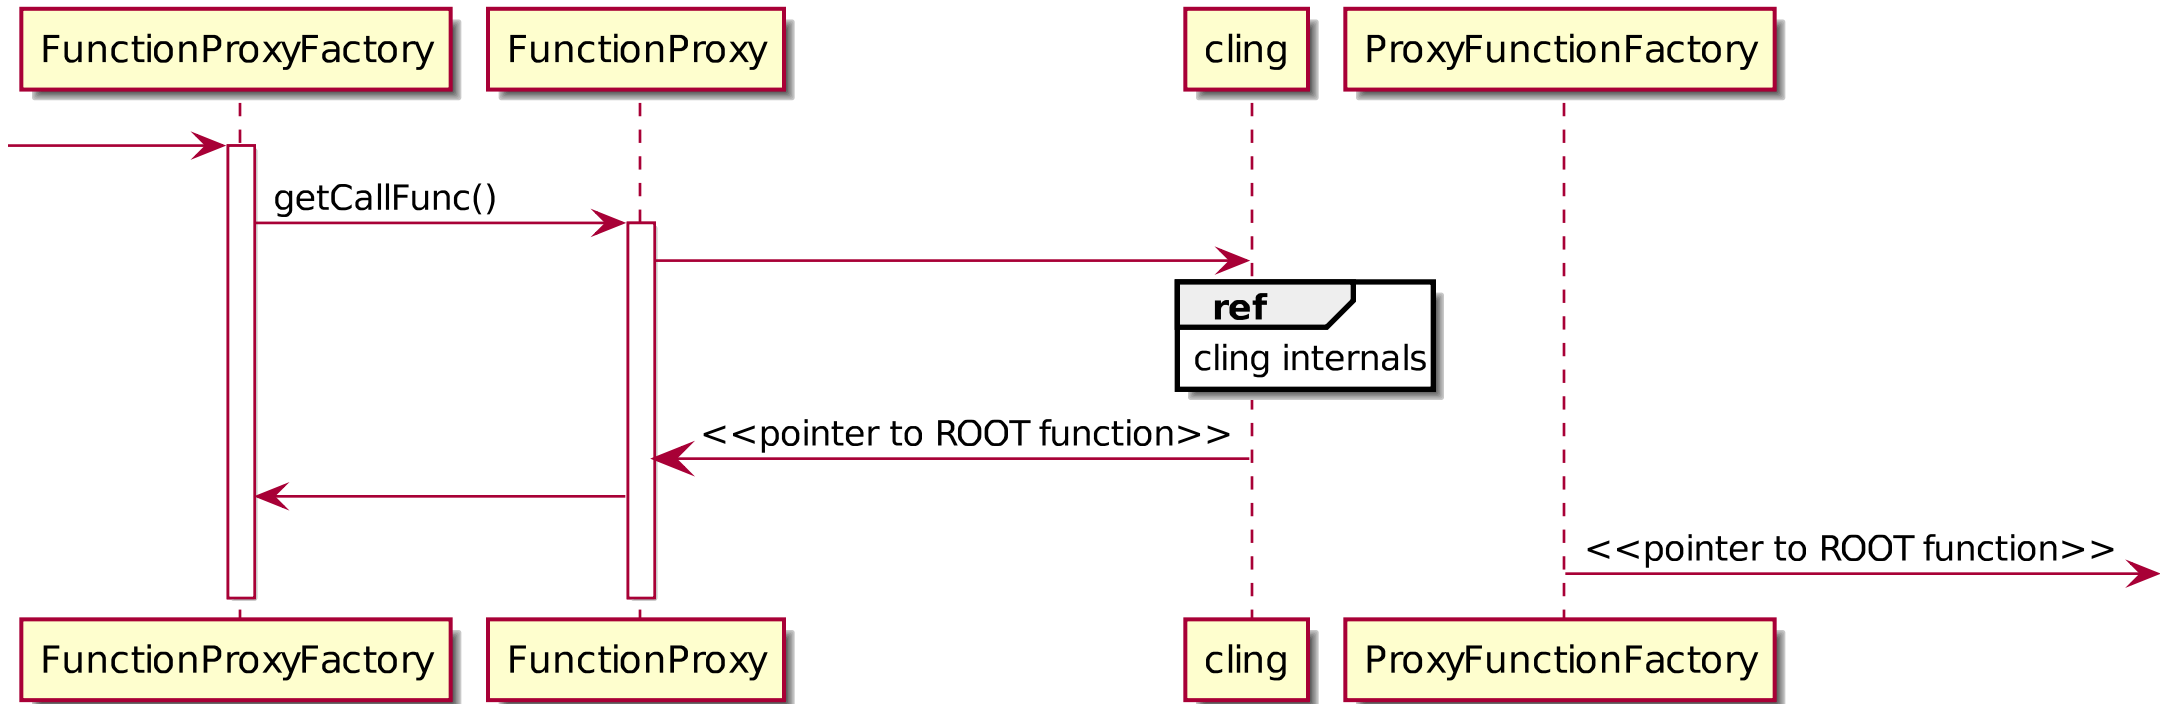 FunctionProxyFactory
FunctionProxy
cling
ProxyFunctionFactory
getCallFunc()
ref
cling internals
<<pointer to ROOT function>>
<<pointer to ROOT function>>
FunctionProxyFactory
FunctionProxy
cling
ProxyFunctionFactory